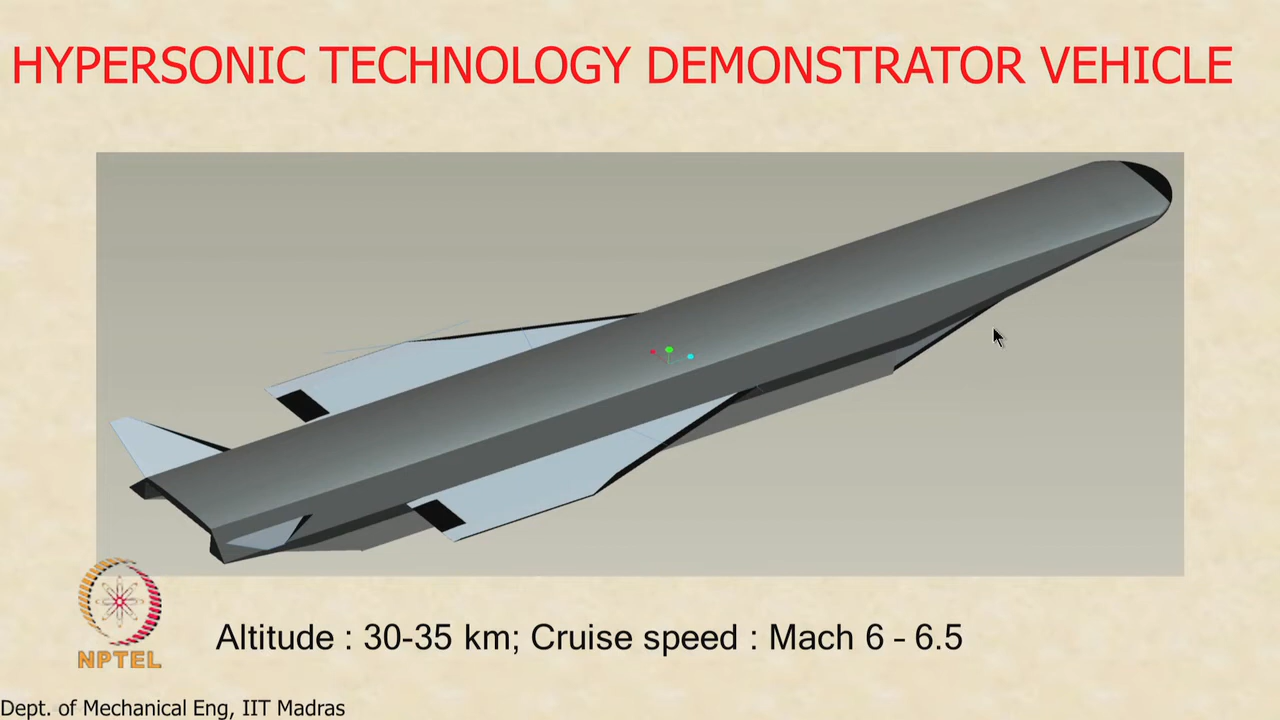 HYPERSONIC TECHNOLOGY DEMONSTRATOR VEHICLE
Altitude : 30-35 km; Cruise speed : Mach 6 – 6.5
NPTEL
Dept. of Mechanical Eng, IIT Madras